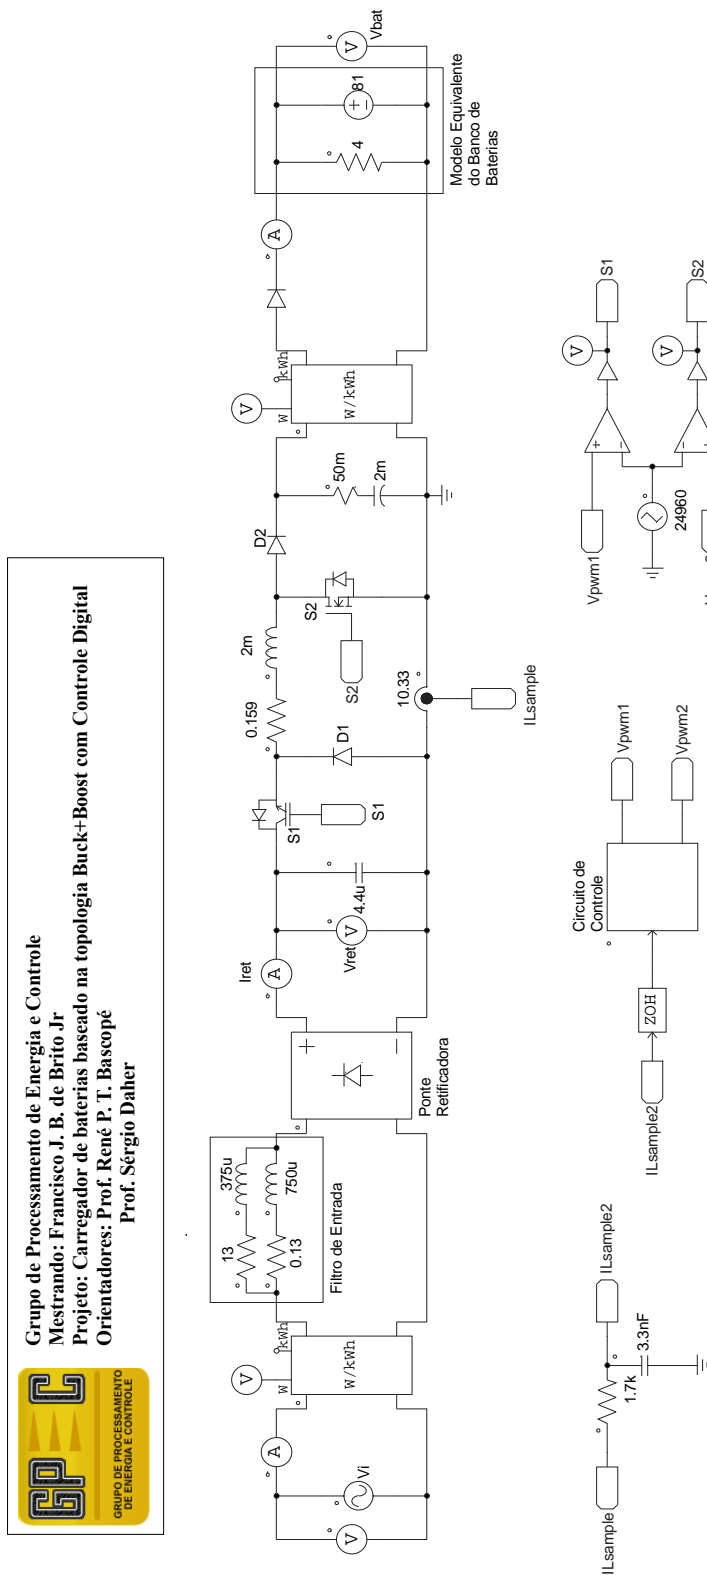 Grupo de Processamento de Energia e Controle
Mestrando: Francisco J. B. de Brito Jr
Projeto: Carregador de baterias baseado na topologia Buck+Boost com Controle Digital
Orientadores: Prof. René P. T. Bascopé
Prof. Sérgio Daher
GPEC
GRUPO DE PROCESSAMENTO
DE ENERGIA E CONTROLE
V
Vi
A
V
W
kWh
W/kWh
13
375u
0.13
750u
Filtro de Entrada
Ponte
Retificadora
A
Iret
V
Vret
4.4u
S1
S1
D1
0.159
2m
10.33
ILsample
S2
S2
D2
50m
2m
V
W
kWh
W/kWh
A
4
81
V
Vbat
Modelo Equivalente
do Banco de
Baterias
ILsample
1.7k
3.3nF
ILsample2
ILsample2
ZOH
Circuito de
Controle
Vpwm1
Vpwm2
Vpwm1
24960
V
S1
V
S2